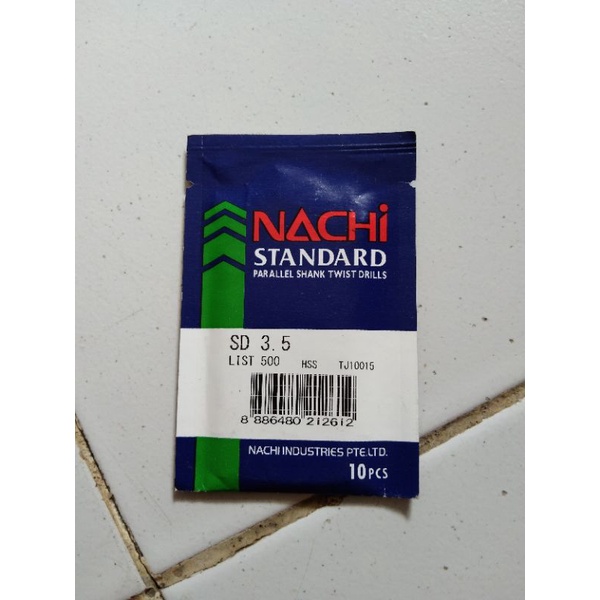 NACHi
STANDARD
PARALLEL SHANK TWIST DRILLS
SD 3.5
LIST 500 HSS TJ10015
8 886480 212612
NACHI INDUSTRIES PTE.LTD.
10PCS